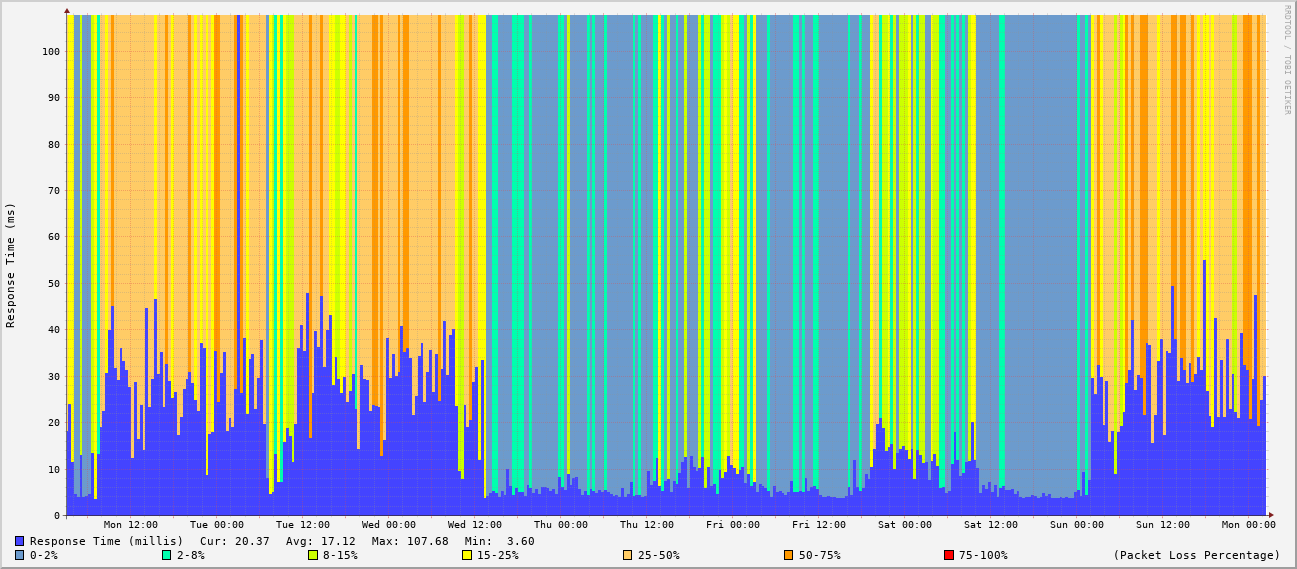 RRDTOOL / TOBI OETIKER
Response Time (ms)
100
90
80
70
60
50
40
30
20
10
0
Mon 12:00 Tue 00:00 Tue 12:00 Wed 00:00 Wed 12:00 Thu 00:00 Thu 12:00 Fri 00:00 Fri 12:00 Sat 00:00 Sat 12:00 Sun 00:00 Sun 12:00 Mon 00:00
Response Time (millis) Cur: 20.37 Avg: 17.12 Max: 107.68 Min: 3.60
0-2% 2-8% 8-15% 15-25% 25-50% 50-75% 75-100% (Packet Loss Percentage)